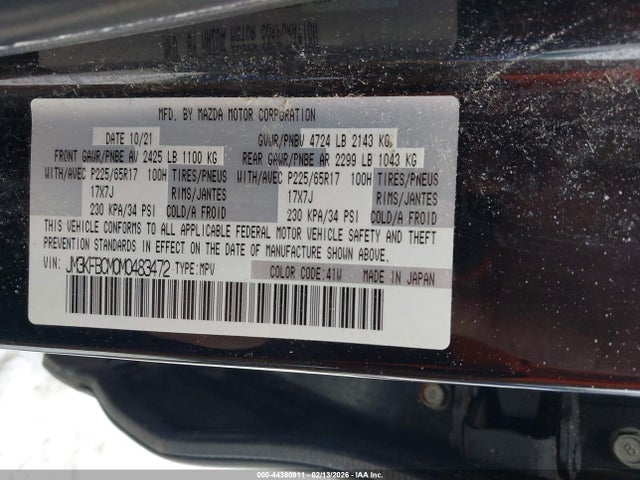 MFD. BY MAZDA MOTOR CORPORATION
DATE 10/21 GVWR/PNBV 4724 LB 2143 KG
FRONT GAWR/PNBE AV 2425 LB 1100 KG REAR GAWR/PNBE AR 2299 LB 1043 KG
WITH/AVEC P225/65R17 100H TIRES/PNEUS WITH/AVEC P225/65R17 100H TIRES/PNEUS
17X7J RIMS/JANTES 17X7J RIMS/JANTES
230 KPA/34 PSI COLD/A FROID 230 KPA/34 PSI COLD/A FROID
THIS VEHICLE CONFORMS TO ALL APPLICABLE FEDERAL MOTOR VEHICLE SAFETY AND THEFT
PREVENTION STANDARDS IN EFFECT ON THE DATE OF MANUFACTURE SHOWN ABOVE.
VIN: JM3KFBCM0M0483472 TYPE:MPV COLOR CODE:41W MADE IN JAPAN
000-44380911 - 02/13/2026 - IAAI.COM